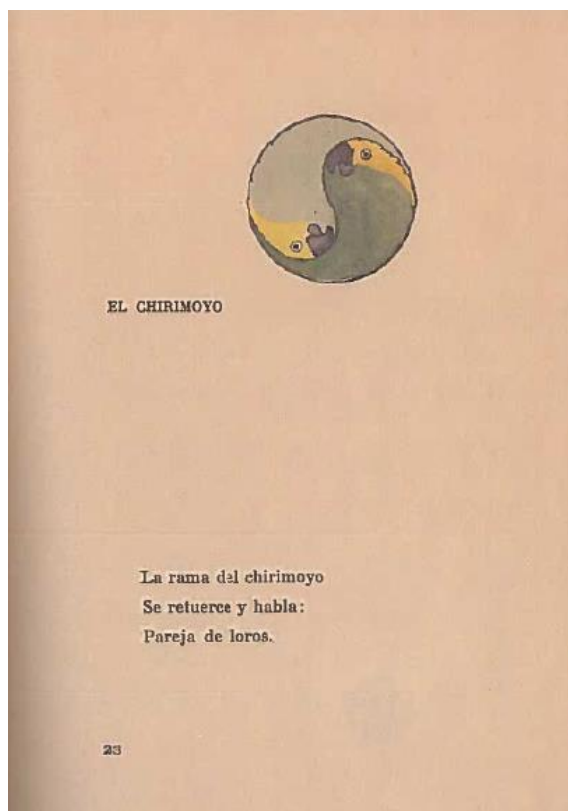 EL CHIRIMOYO
La rama del chirimoyo
Se retuerce y habla:
Pareja de loros.
23